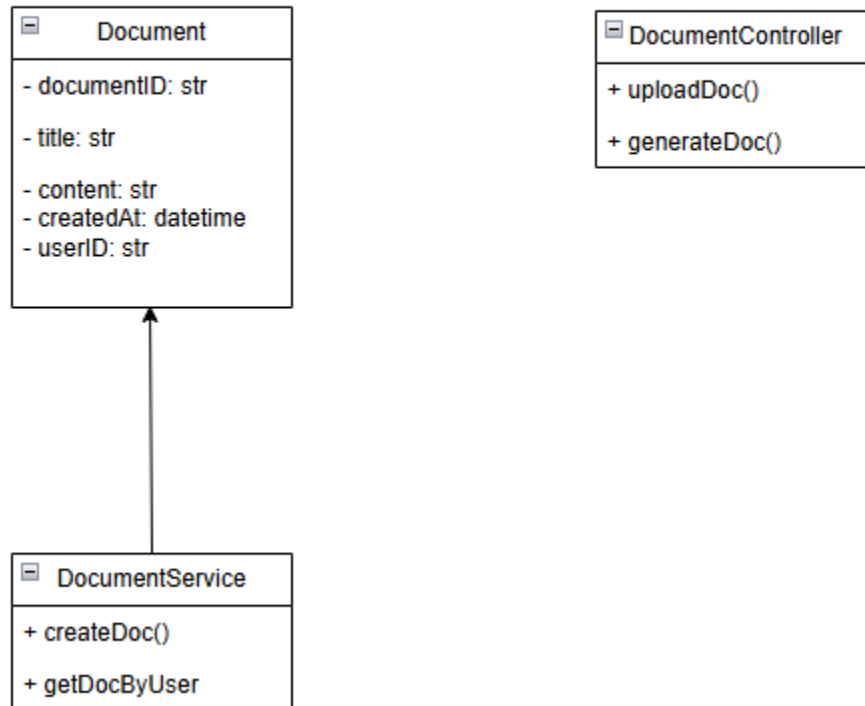 Document
- documentID: str
- title: str
- content: str
- createdAt: datetime
- userID: str
DocumentController
+ uploadDoc()
+ generateDoc()
DocumentService
+ createDoc()
+ getDocByUser